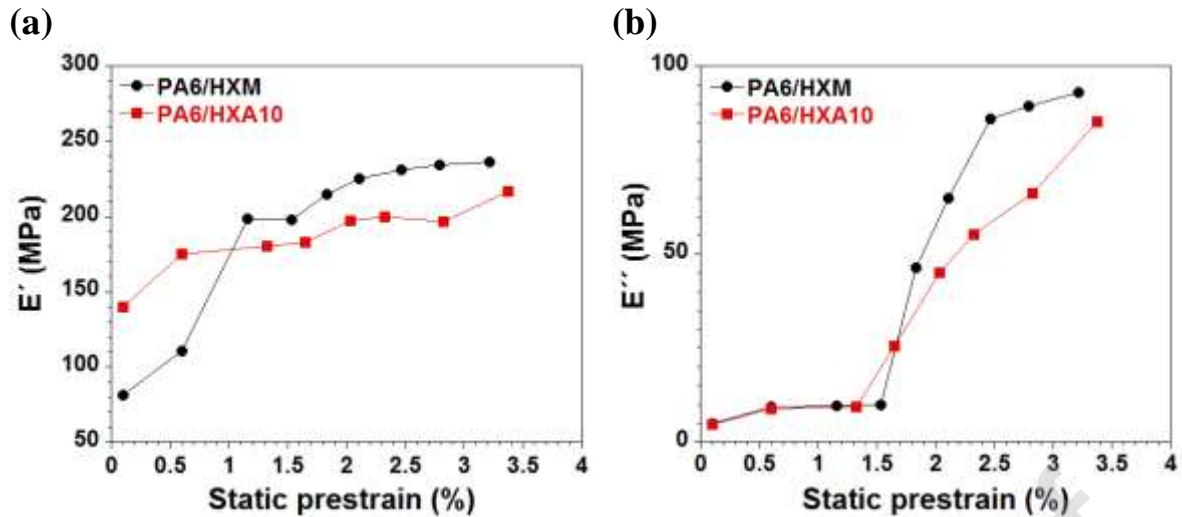 (a)
300
250
200
150
100
50
E´ (MPa)
PA6/HXM
PA6/HXA10
0 0.5 1 1.5 2 2.5 3 3.5 4
Static prestrain (%)
(b)
100
50
0
E´´ (MPa)
PA6/HXM
PA6/HXA10
0 0.5 1 1.5 2 2.5 3 3.5 4
Static prestrain (%)